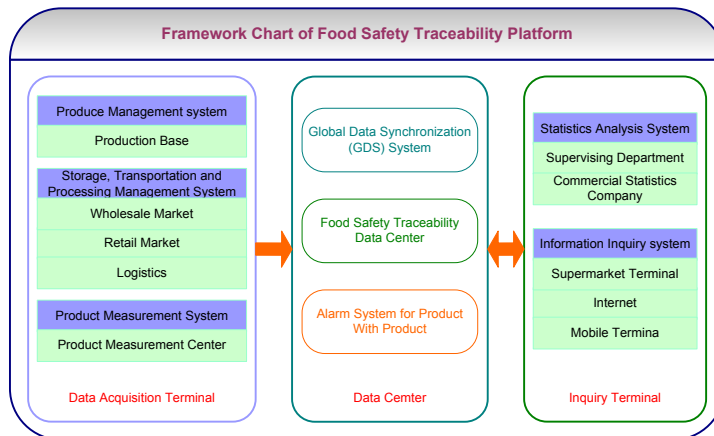 Framework Chart of Food Safety Traceability Platform
Produce Management system
Production Base
Storage, Transportation and
Processing Management System
Wholesale Market
Retail Market
Logistics
Product Measurement System
Product Measurement Center
Data Acquisition Terminal
Global Data Synchronization
(GDS) System
Food Safety Traceability
Data Center
Alarm System for Product
With Product
Data Cemter
Statistics Analysis System
Supervising Department
Commercial Statistics
Company
Information Inquiry system
Supermarket Terminal
Internet
Mobile Termina
Inquiry Terminal